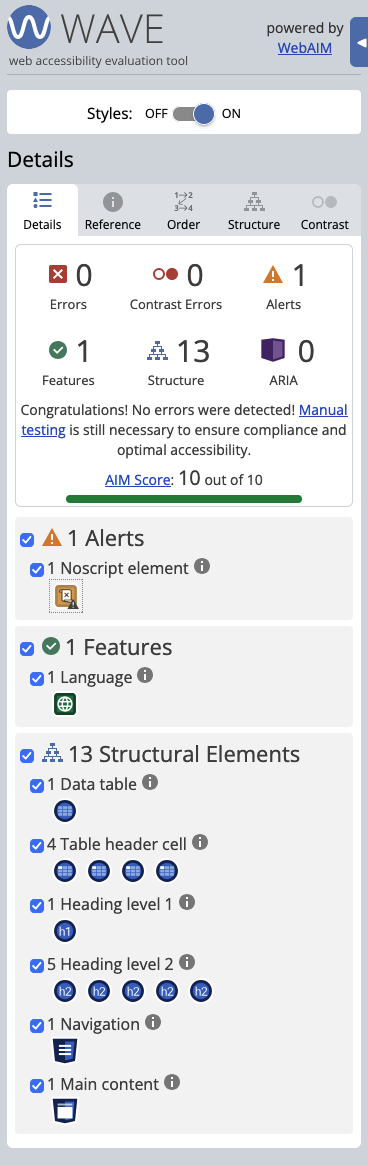 WAVE
web accessibility evaluation tool
powered by
WebAIM
Styles: OFF ON
Details
1→2
3→4
Details Reference Order Structure Contrast
0 0 1
Errors Contrast Errors Alerts
1 13 0
Features Structure ARIA
Congratulations! No errors were detected! Manual
testing is still necessary to ensure compliance and
optimal accessibility.
AIM Score: 10 out of 10
1 Alerts
1 Noscript element
1 Features
1 Language
13 Structural Elements
1 Data table
4 Table header cell
1 Heading level 1
h1
5 Heading level 2
h2 h2 h2 h2 h2
1 Navigation
1 Main content